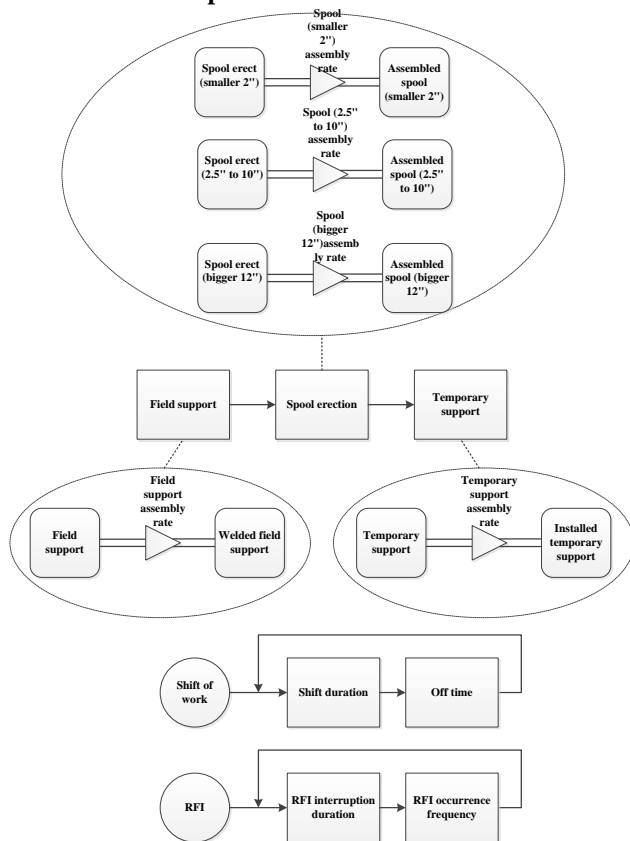 Spool
(smaller
2")
assembly
rate
Spool erect
(smaller 2")
Assembled
spool
(smaller 2")
Spool (2.5"
to 10")
assembly
rate
Spool erect
(2.5" to 10")
Assembled
spool (2.5"
to 10")
Spool
(bigger
12")assemb
ly rate
Spool erect
(bigger 12")
Assembled
spool (bigger
12")
Field support
Spool erection
Temporary
support
Field
support
assembly
rate
Field
support
Welded field
support
Temporary
support
assembly
rate
Temporary
support
Installed
temporary
support
Shift of
work
Shift duration
Off time
RFI
RFI interruption
duration
RFI occurrence
frequency